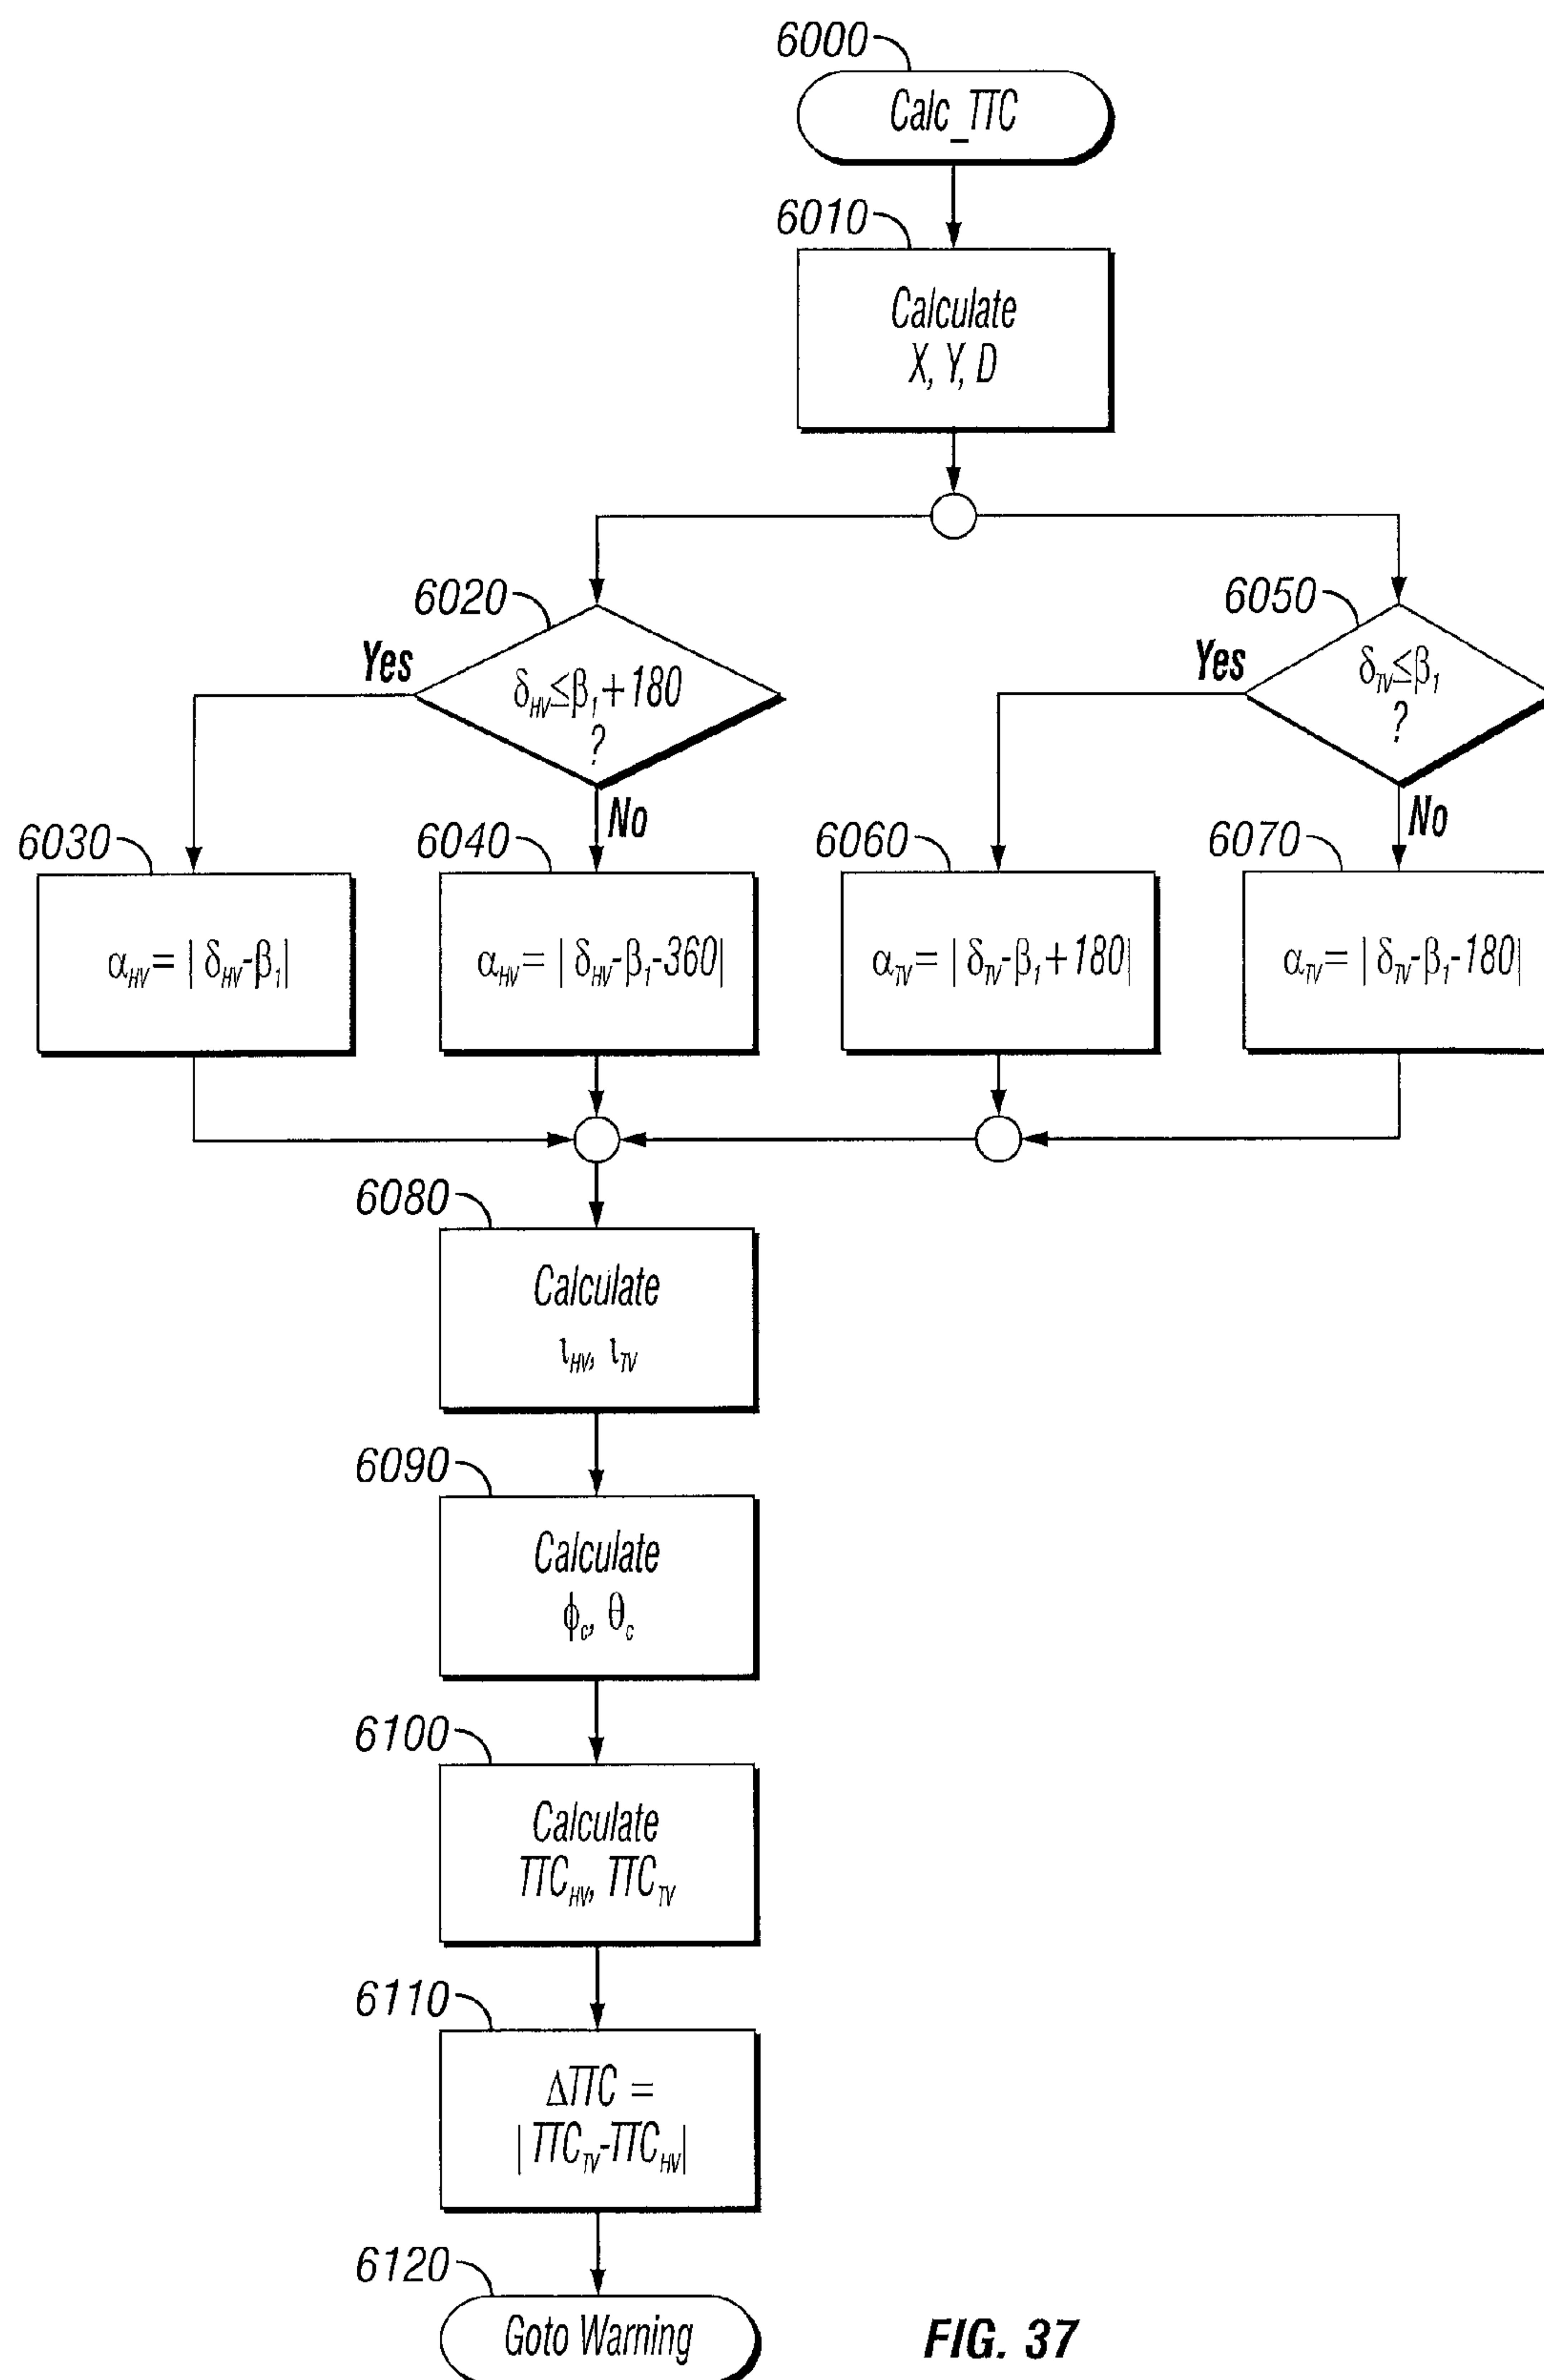 6000
Calc_TTC
6010
Calculate
X, Y, D
6020
Yes
δHV≤β1+180
?
No
6050
Yes
δTV≤β1
?
No
6030
αHV= | δHV-β1|
6040
αHV= | δHV-β1-360|
6060
αTV= | δTV-β1+180|
6070
αTV= | δTV-β1-180|
6080
Calculate
ιHV, ιTV
6090
Calculate
ϕc, θc
6100
Calculate
TTCHV, TTCTV
6110
ΔTTC =
| TTCTV-TTCHV|
6120
Goto Warning
FIG. 37